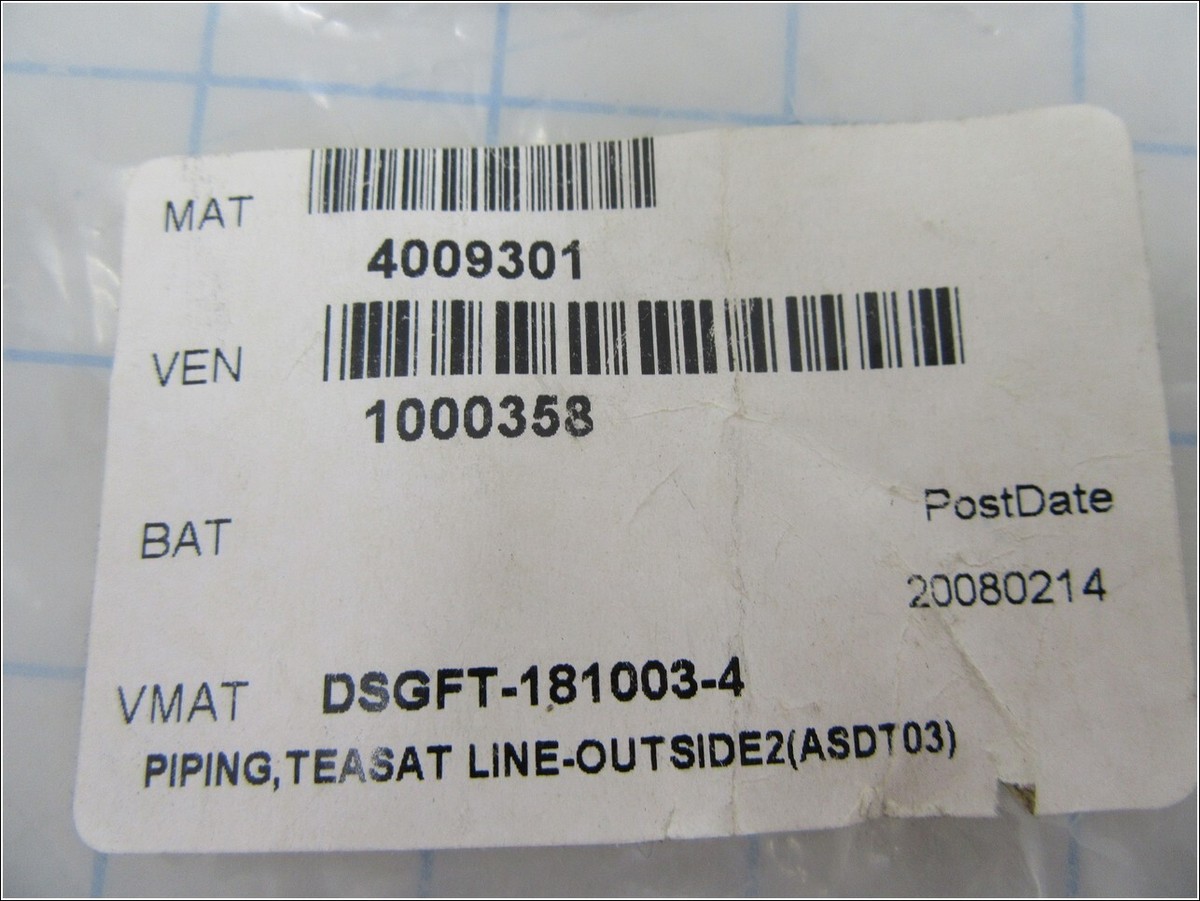 MAT
4009301
VEN
1000358
BAT
PostDate
20080214
VMAT DSGFT-181003-4
PIPING,TEASAT LINE-OUTSIDE2(ASDT03)